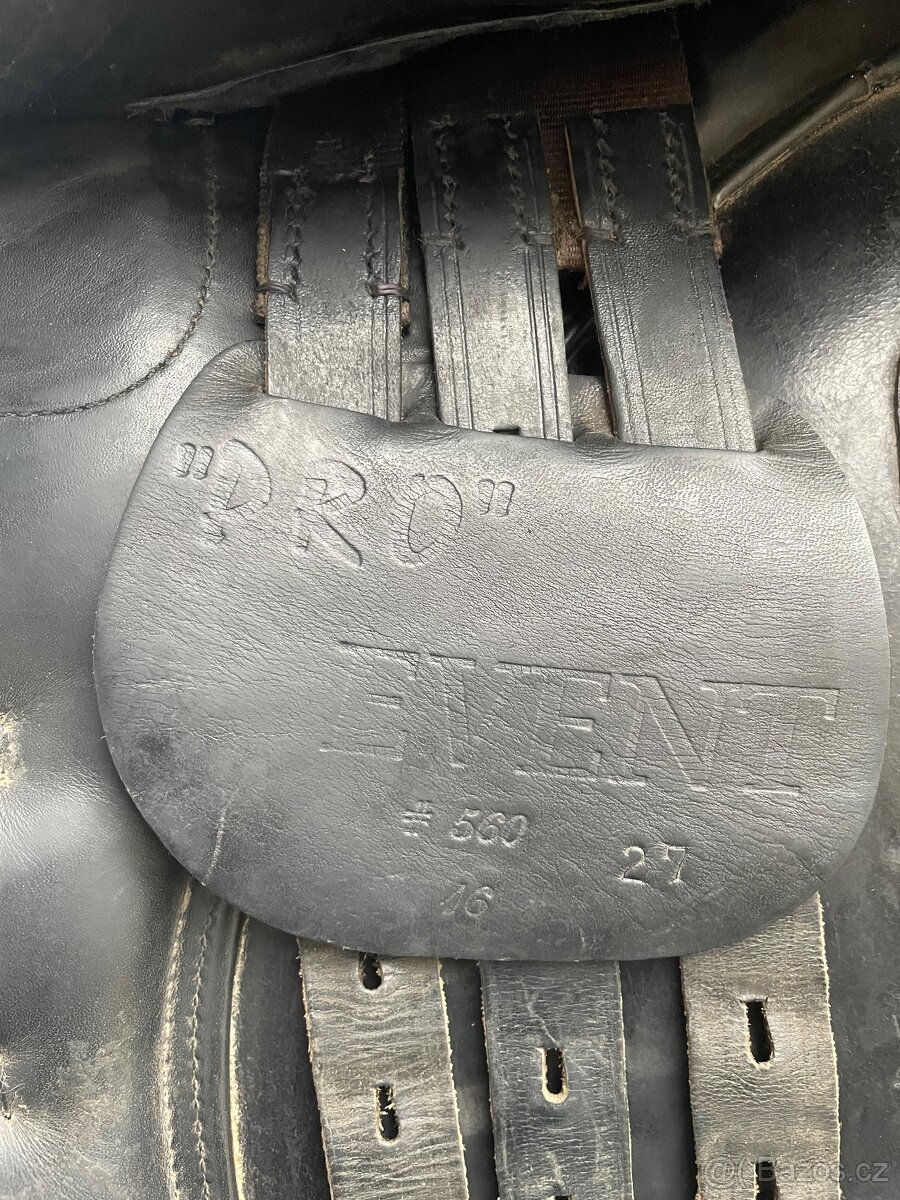 "PRO"
EVENT
# 560
27
16
@Bazos.cz